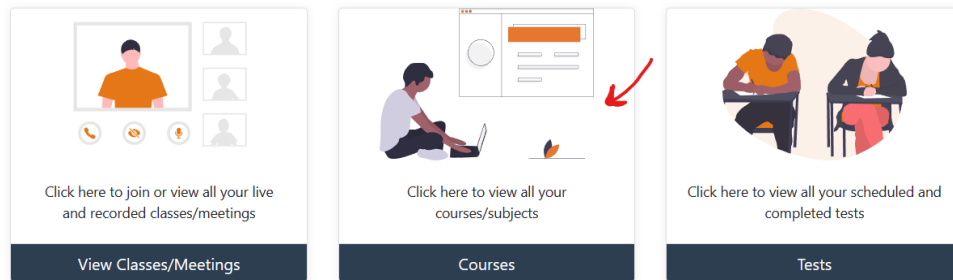 Click here to join or view all your live
and recorded classes/meetings
View Classes/Meetings
Click here to view all your
courses/subjects
Courses
Click here to view all your scheduled and
completed tests
Tests